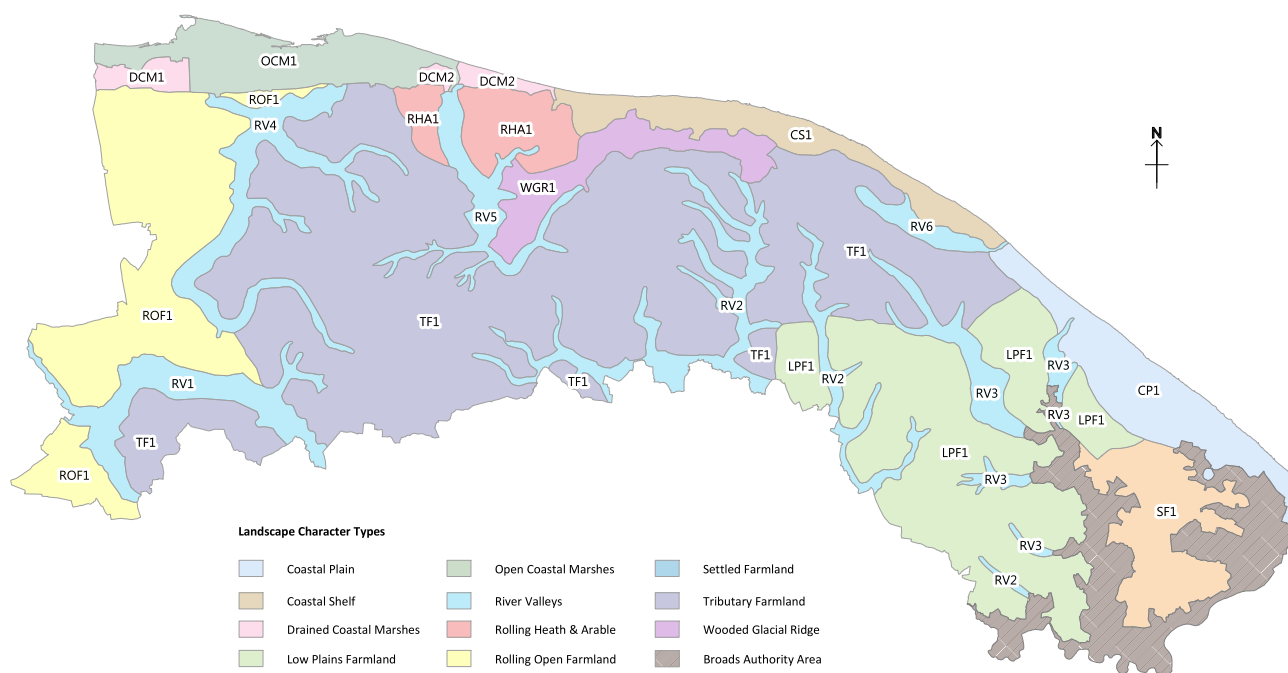 OCM1
DCM1
DCM2
DCM2
ROF1
RV4
RHA1
RHA1
CS1
N
WGR1
RV5
RV6
TF1
ROF1
TF1
RV2
TF1
LPF1
LPF1
RV3
RV1
TF1
RV2
RV3
CP1
RV3
LPF1
TF1
ROF1
LPF1
RV3
SF1
RV3
RV2
Landscape Character Types
Coastal Plain
Open Coastal Marshes
Settled Farmland
Coastal Shelf
River Valleys
Tributary Farmland
Drained Coastal Marshes
Rolling Heath & Arable
Wooded Glacial Ridge
Low Plains Farmland
Rolling Open Farmland
Broads Authority Area